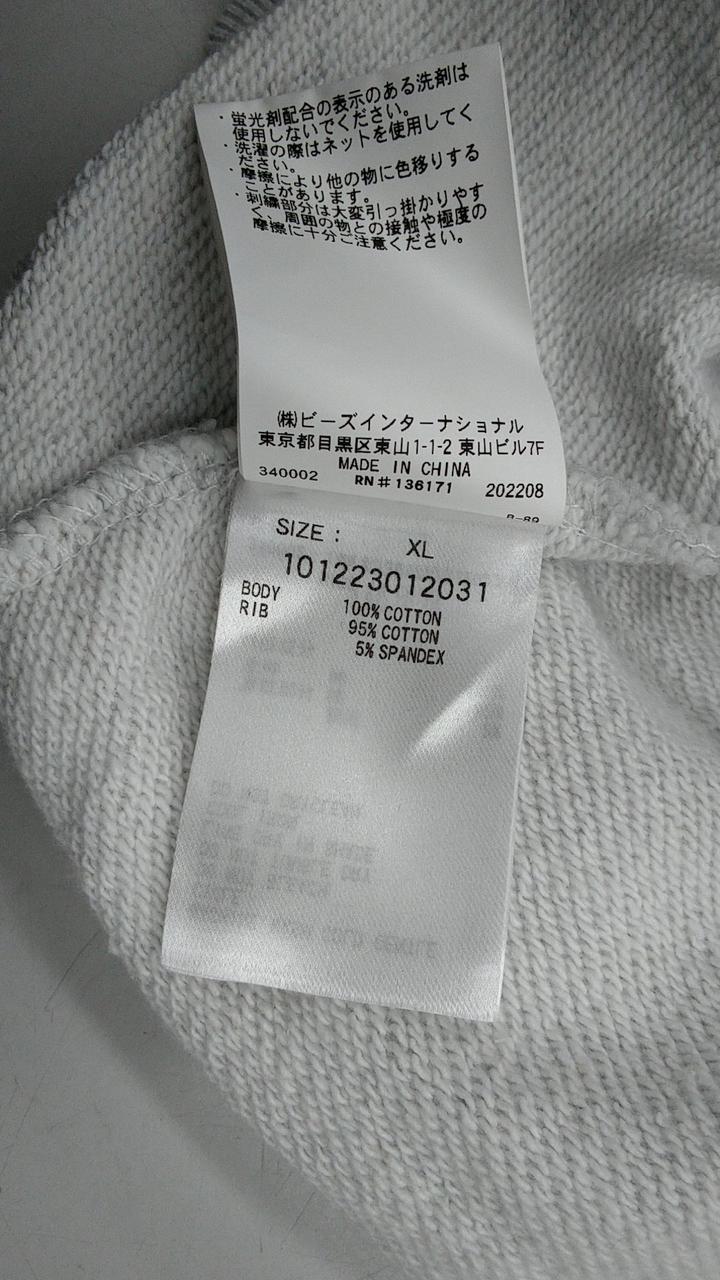 ・蛍光剤配合の表示のある洗剤は
使用しないでください。
・洗濯の際はネットを使用してく
ださい。
・摩擦により他の物に色移りする
ことがあります。
・刺繍部分は大変引っ掛かりやす
く、周囲の物との接触や極度の
摩擦に十分ご注意ください。
㈱ビーズインターナショナル
東京都目黒区東山1-1-2 東山ビル7F
MADE IN CHINA
340002 RN#136171 202208
SIZE : XL
101223012031
BODY 100% COTTON
RIB 95% COTTON
5% SPANDEX